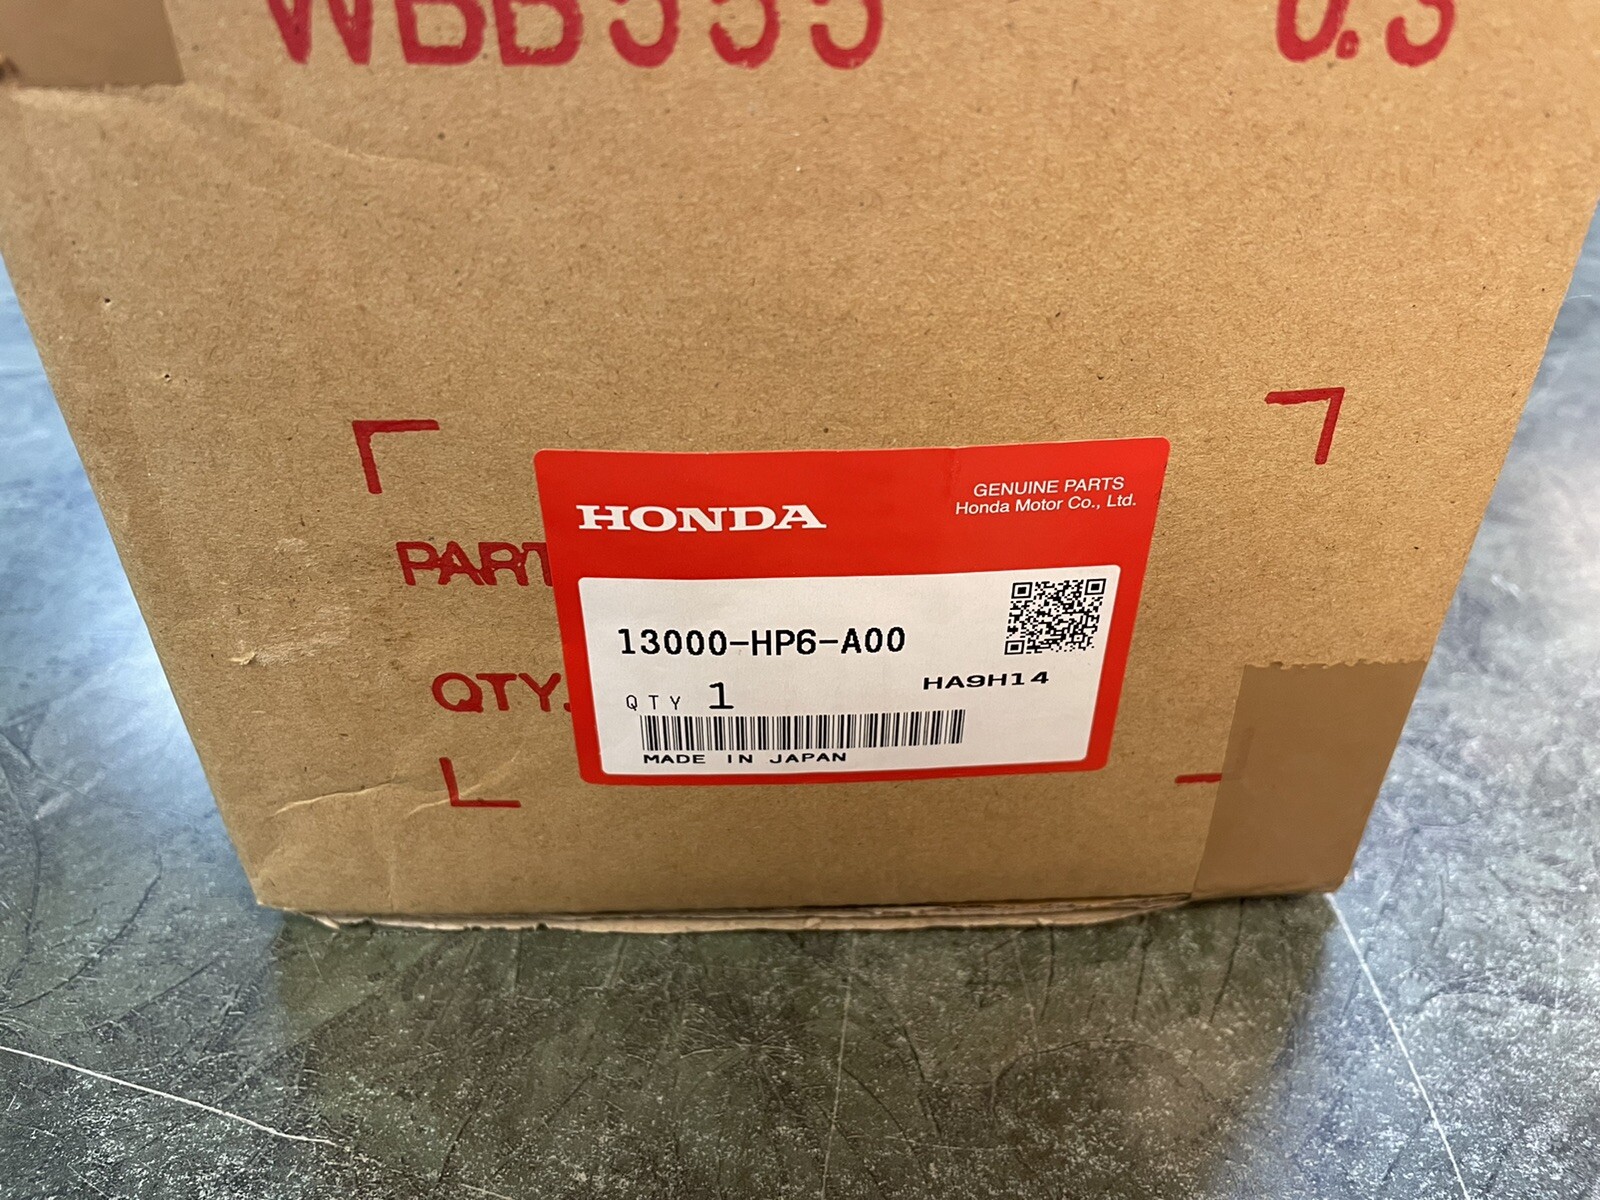 WBB555 0.3
HONDA
GENUINE PARTS
Honda Motor Co., Ltd.
PART
13000-HP6-A00
HA9H14
QTY.
QTY 1
MADE IN JAPAN